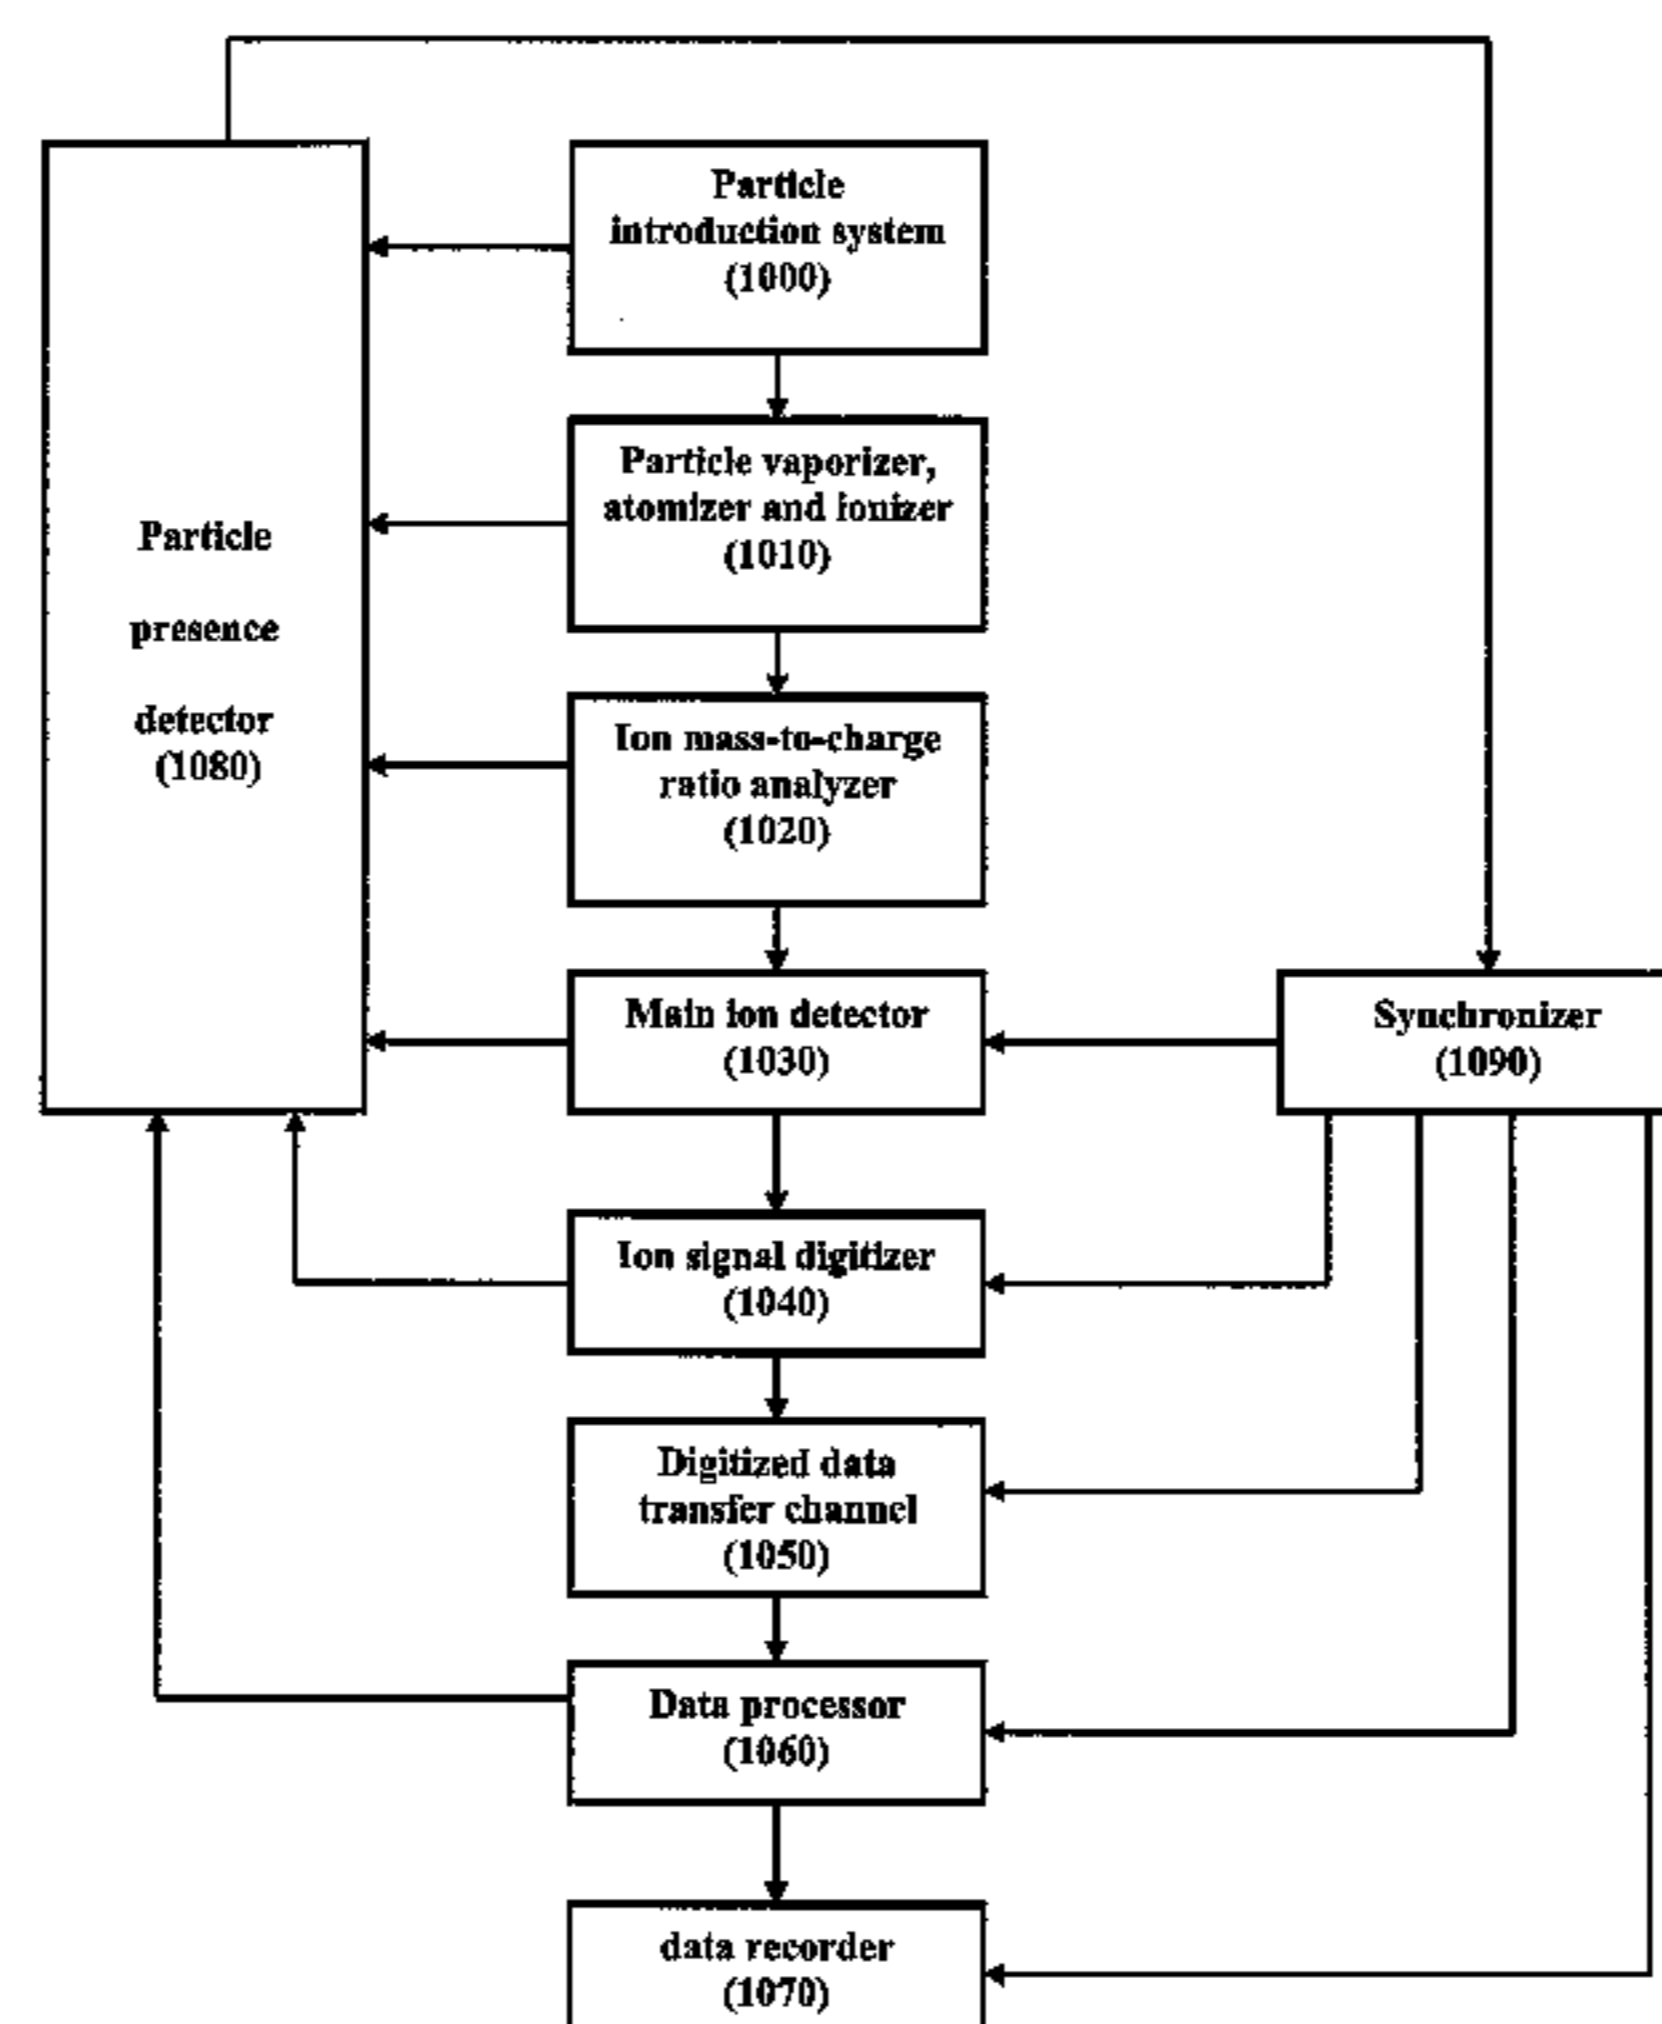 Particle
introduction system
(1000)
Particle vaporizer,
atomizer and ionizer
(1010)
Particle
presence
detector
(1080)
Ion mass-to-charge
ratio analyzer
(1020)
Main ion detector
(1030)
Synchronizer
(1090)
Ion signal digitizer
(1040)
Digitized data
transfer channel
(1050)
Data processor
(1060)
data recorder
(1070)